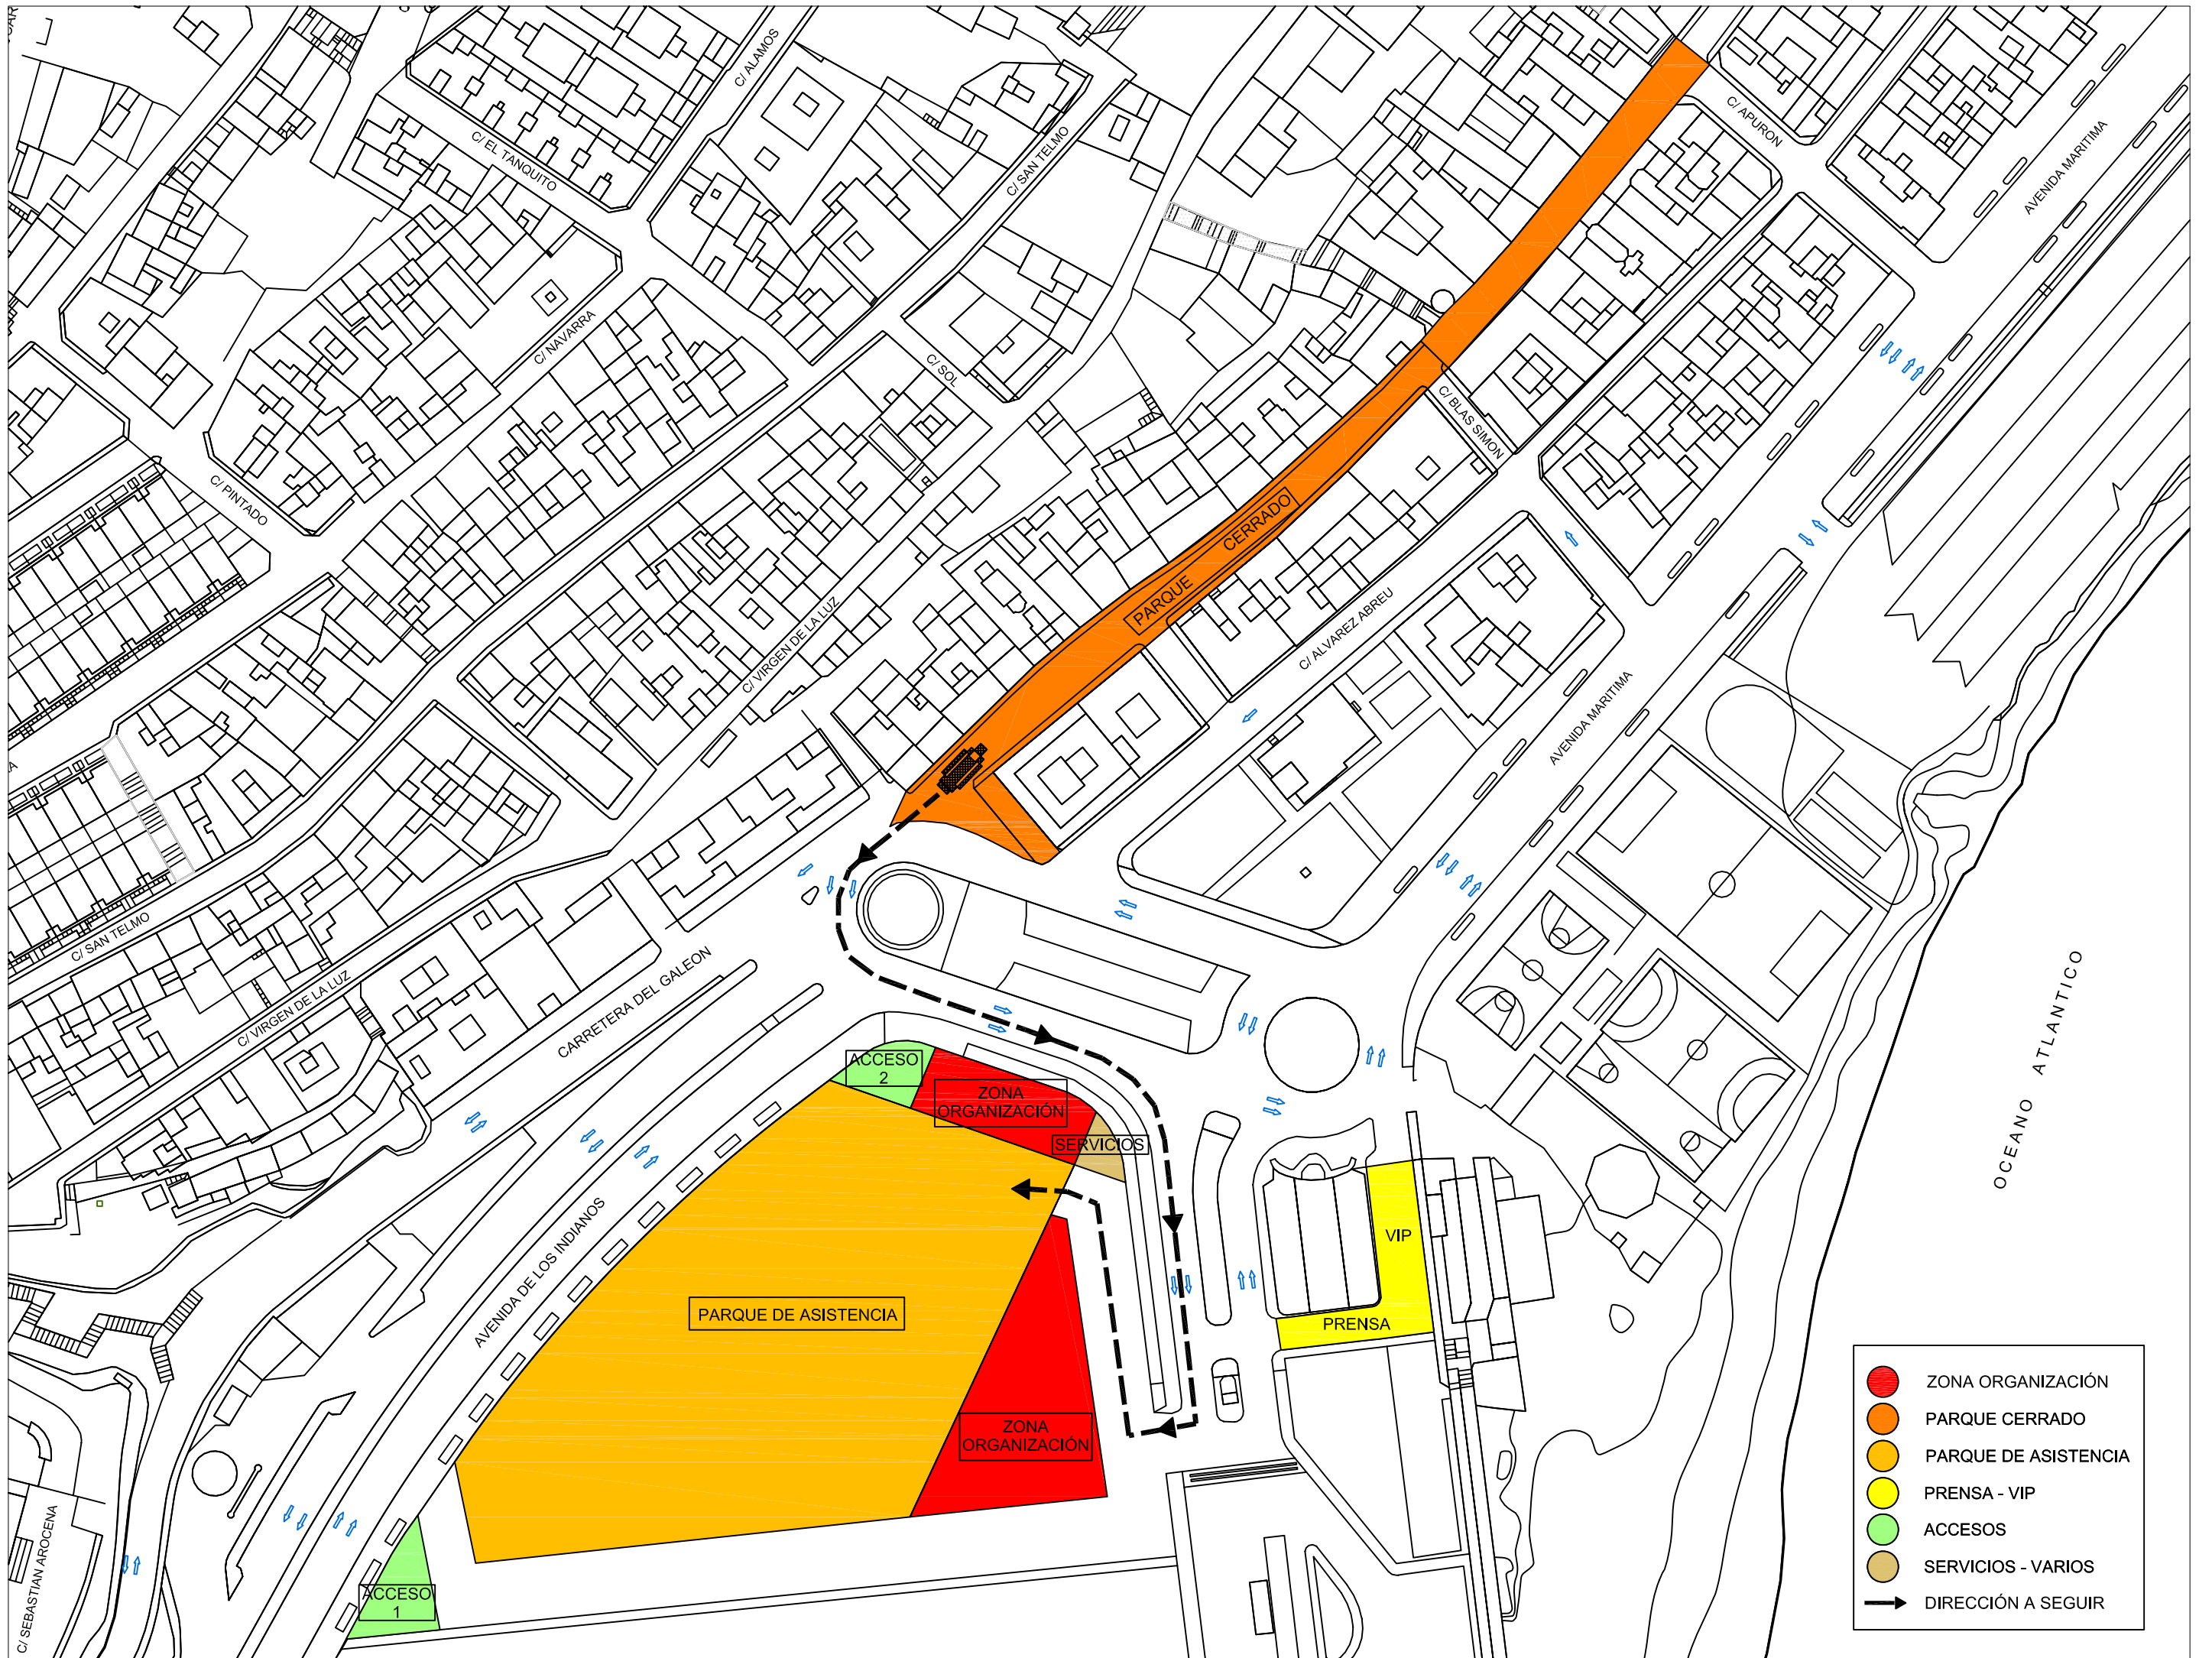 C/ ALAMOS
C/ EL TANQUITO
C/ SAN TELMO
C/ APURON
AVENIDA MARITIMA
C/ NAVARRA
C/ SOL
C/ BLAS SIMON
C/ PINTADO
PARQUE CERRADO
C/ VIRGEN DE LA LUZ
C/ ALVAREZ ABREU
AVENIDA MARITIMA
C/ SAN TELMO
C/ VIRGEN DE LA LUZ
CARRETERA DEL GALEON
OCEANO ATLANTICO
ACCESO
2
ZONA
ORGANIZACIÓN
SERVICIOS
AVENIDA DE LOS INDIANOS
VIP
PARQUE DE ASISTENCIA
PRENSA
ZONA
ORGANIZACIÓN
C/ SEBASTIAN AROCENA
ACCESO
1
ZONA ORGANIZACIÓN
PARQUE CERRADO
PARQUE DE ASISTENCIA
PRENSA - VIP
ACCESOS
SERVICIOS - VARIOS
DIRECCIÓN A SEGUIR